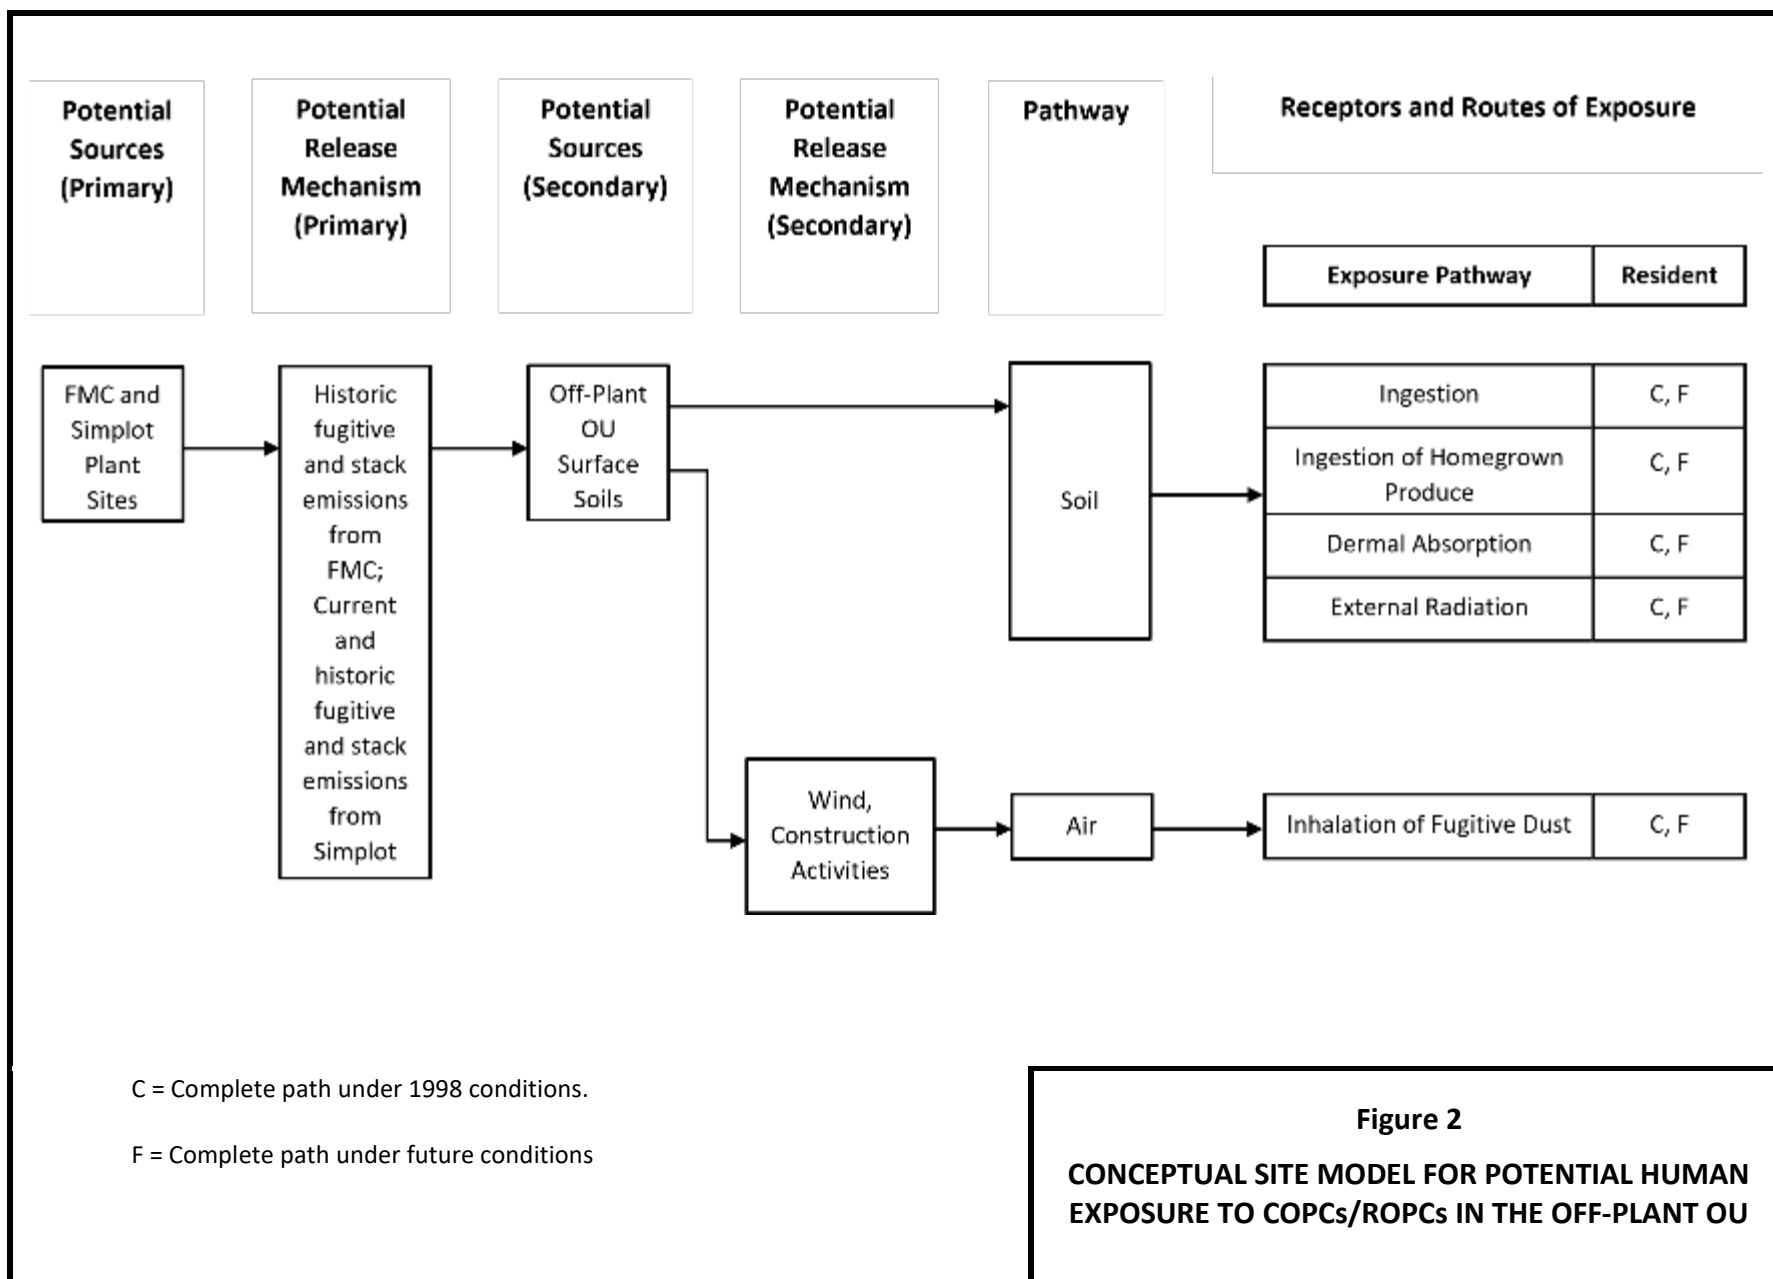 Potential
Sources
(Primary)
Potential
Release
Mechanism
(Primary)
Potential
Sources
(Secondary)
Potential
Release
Mechanism
(Secondary)
Pathway
Receptors and Routes of Exposure
Exposure Pathway
Resident
FMC and
Simplot
Plant
Sites
Historic
fugitive
and stack
emissions
from
FMC;
Current
and
historic
fugitive
and stack
emissions
from
Simplot
Off-Plant
OU
Surface
Soils
Wind,
Construction
Activities
Soil
Air
Ingestion
C, F
Ingestion of Homegrown
Produce
C, F
Dermal Absorption
C, F
External Radiation
C, F
Inhalation of Fugitive Dust
C, F
C = Complete path under 1998 conditions.
F = Complete path under future conditions
Figure 2
CONCEPTUAL SITE MODEL FOR POTENTIAL HUMAN
EXPOSURE TO COPCs/ROPCs IN THE OFF-PLANT OU